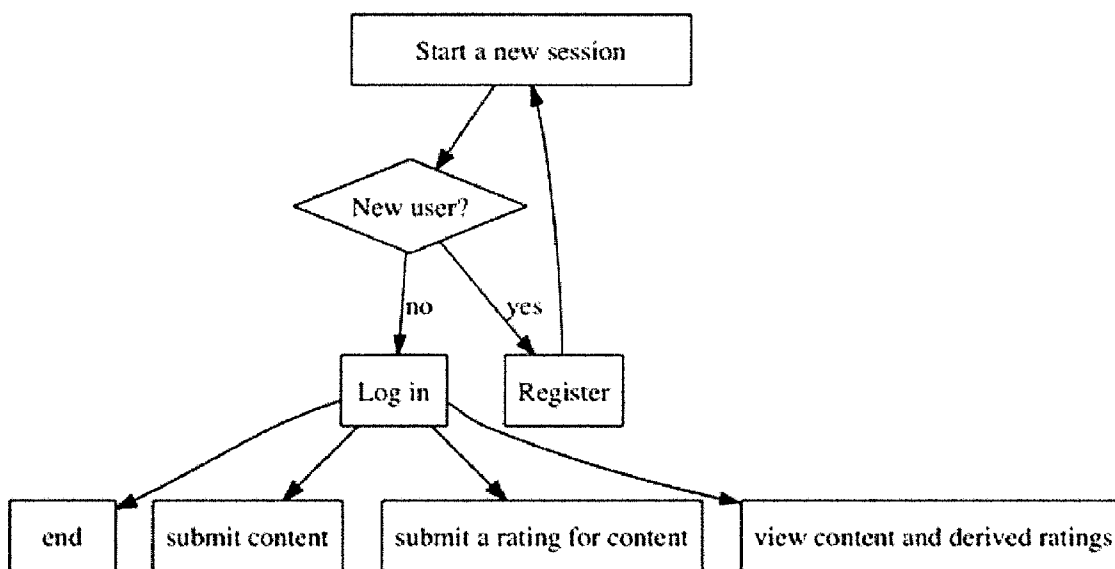 Start a new session
New user?
no
yes
Log in
Register
end
submit content
submit a rating for content
view content and derived ratings